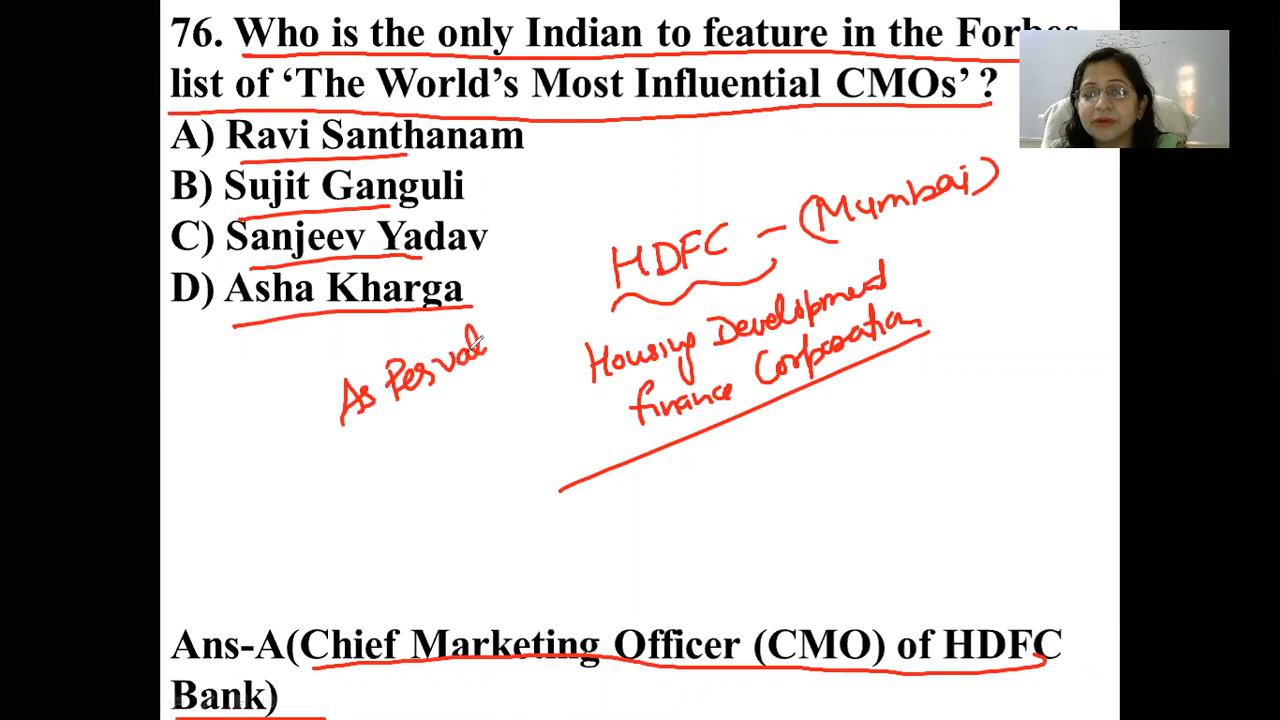 76. Who is the only Indian to feature in the Forbes
list of ‘The World’s Most Influential CMOs’ ?
A) Ravi Santhanam
B) Sujit Ganguli
C) Sanjeev Yadav
D) Asha Kharga
HDFC - (Mumbai)
Housing Development
finance Corporation
As Per
Ans-A(Chief Marketing Officer (CMO) of HDFC
Bank)